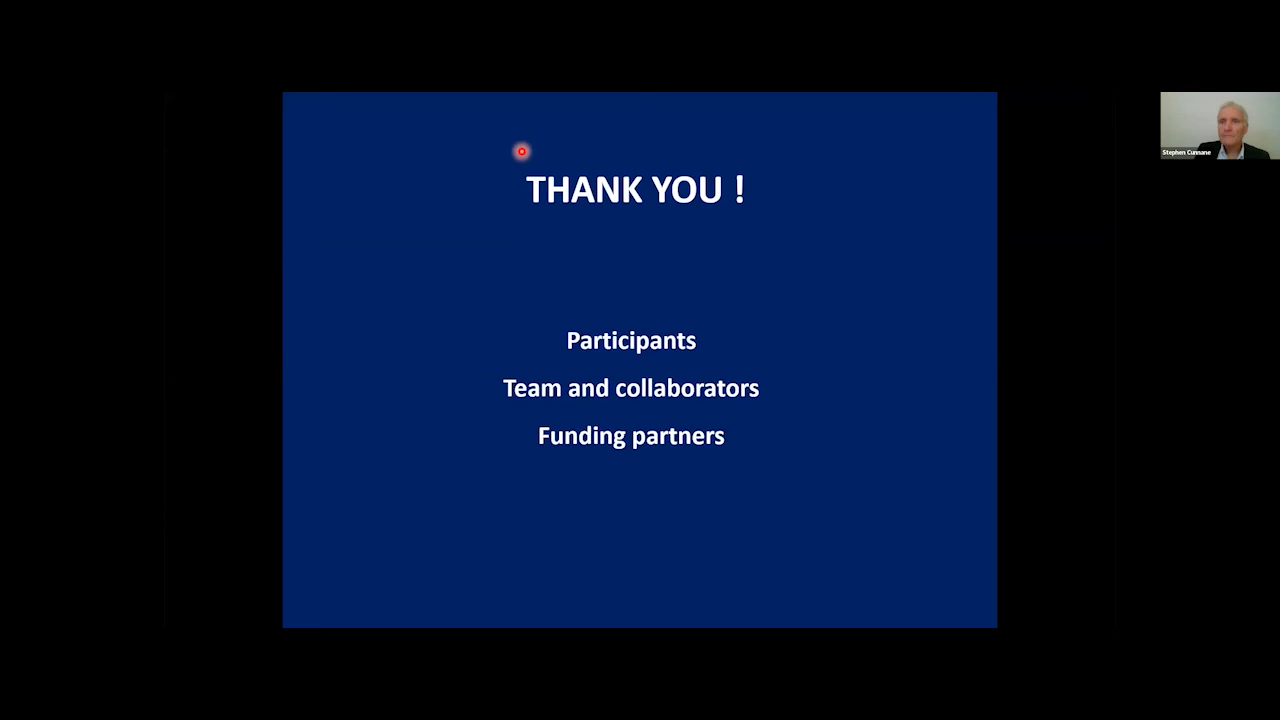 THANK YOU !
Stephen Cunnane
Participants
Team and collaborators
Funding partners